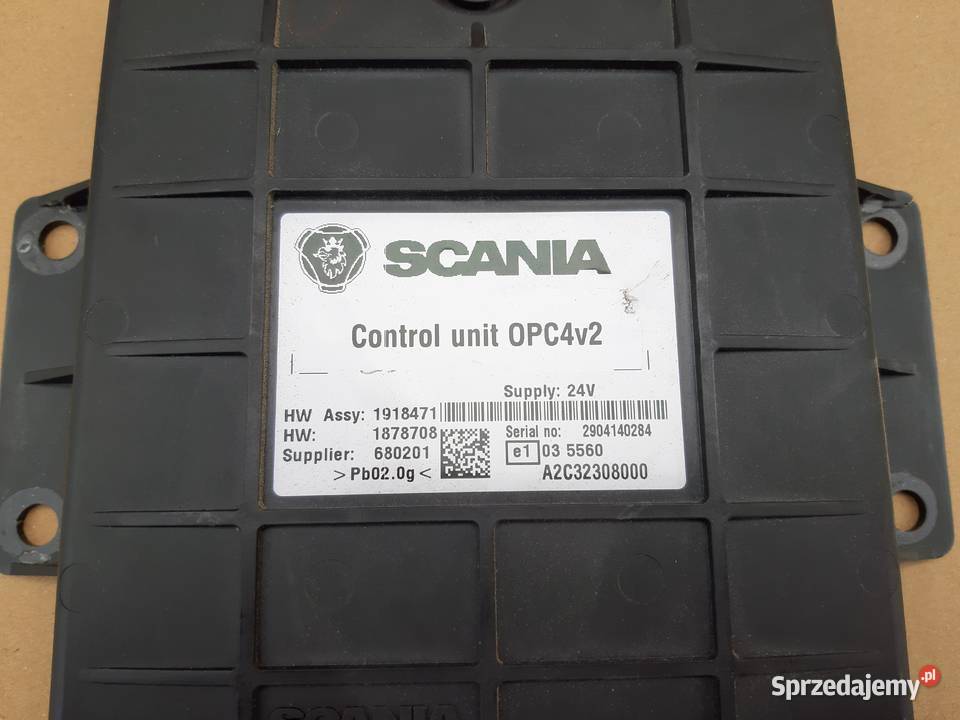 SCANIA
Control unit OPC4v2
Supply: 24V
HW Assy: 1918471
HW: 1878708
Serial no: 2904140284
Supplier: 680201
e1 03 5560
>Pb02.0g<
A2C32308000
SCANIA
Sprzedajemy.pl